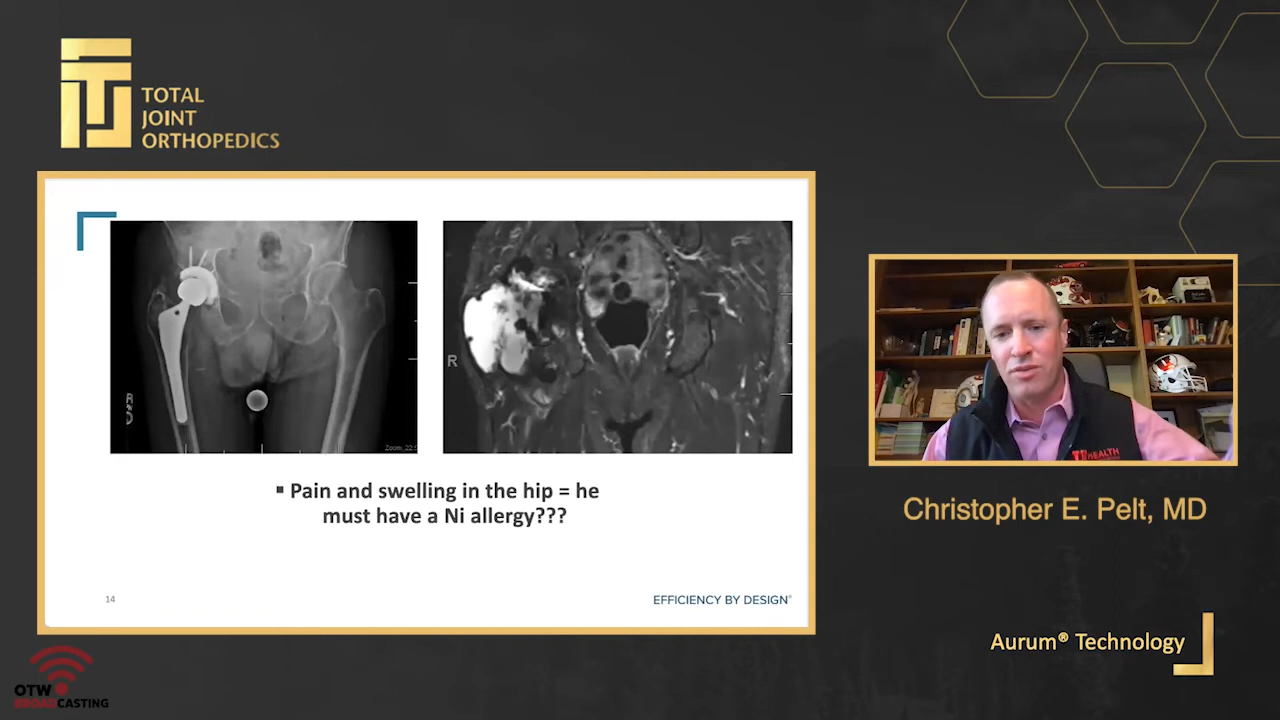 TOTAL
JOINT
ORTHOPEDICS
R
R
▪ Pain and swelling in the hip = he
must have a Ni allergy???
14
EFFICIENCY BY DESIGN®
HEALTH
Christopher E. Pelt, MD
Aurum® Technology
OTW
BROADCASTING